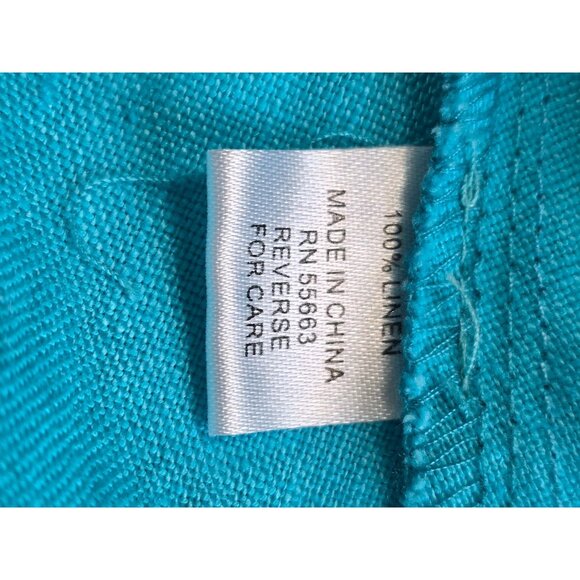 100% LINEN
MADE IN CHINA
RN 55663
REVERSE
FOR CARE